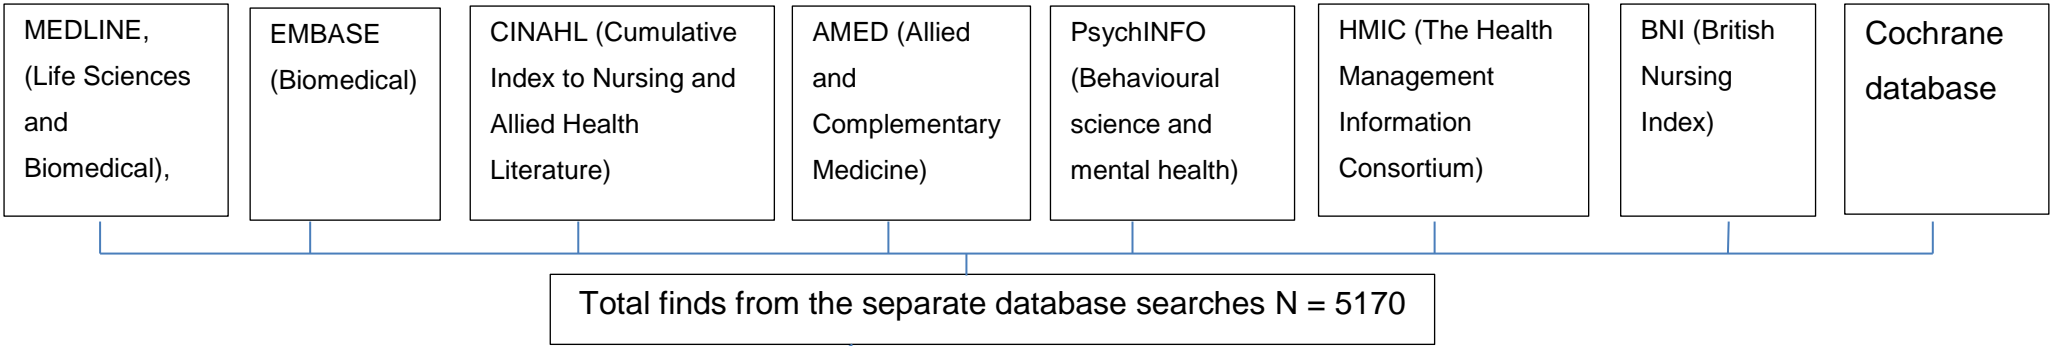 MEDLINE,
(Life Sciences
and
Biomedical),
EMBASE
(Biomedical)
CINAHL (Cumulative
Index to Nursing and
Allied Health
Literature)
AMED (Allied
and
Complementary
Medicine)
PsychINFO
(Behavioural
science and
mental health)
HMIC (The Health
Management
Information
Consortium)
BNI (British
Nursing
Index)
Cochrane
database
Total finds from the separate database searches N = 5170